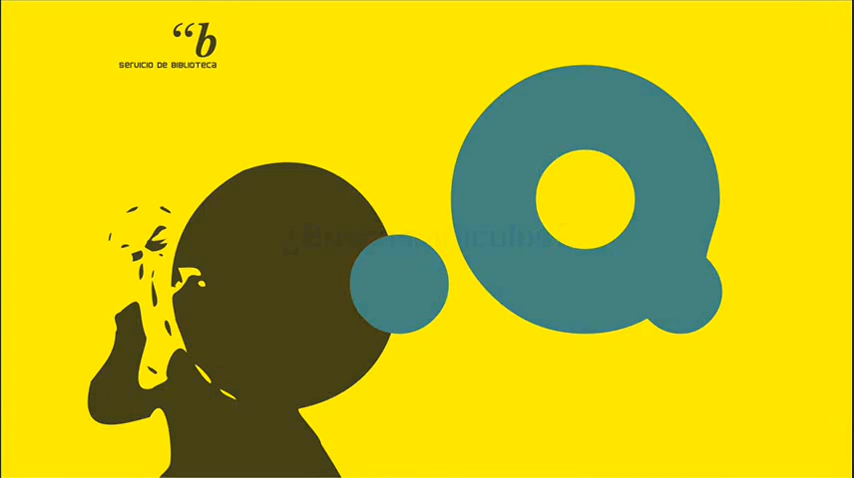 “b
servicio de biblioteca
Q